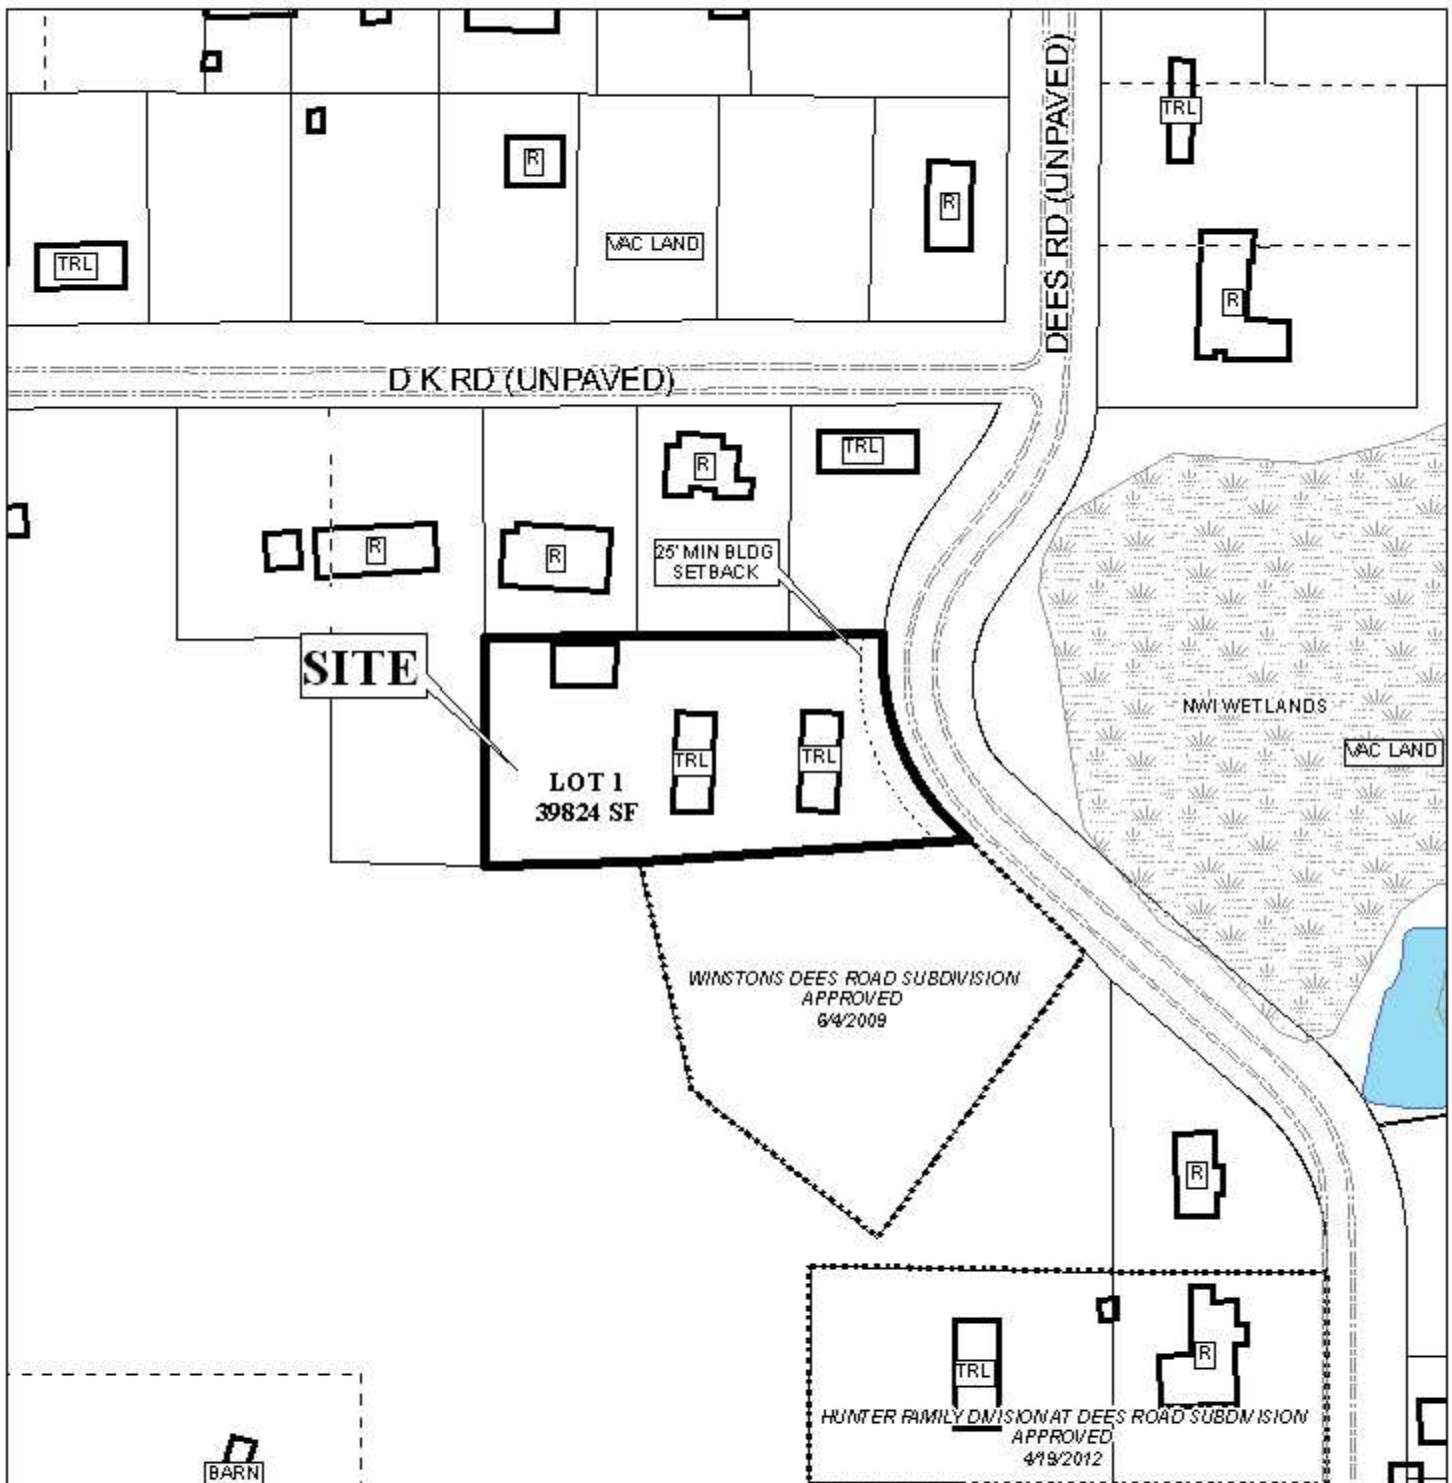 TRL
R
VAC LAND
R
TRL
DEES RD (UNPAVED)
R
D K RD (UNPAVED)
R
TRL
R
R
25' MIN BLDG
SETBACK
SITE
NWI WETLANDS
VAC LAND
TRL
TRL
LOT 1
39824 SF
WINSTONS DEES ROAD SUBDIVISION
APPROVED
6/4/2009
R
R
TRL
HUNTER FAMILY DIVISION AT DEES ROAD SUBDIVISION
APPROVED
4/19/2012
BARN